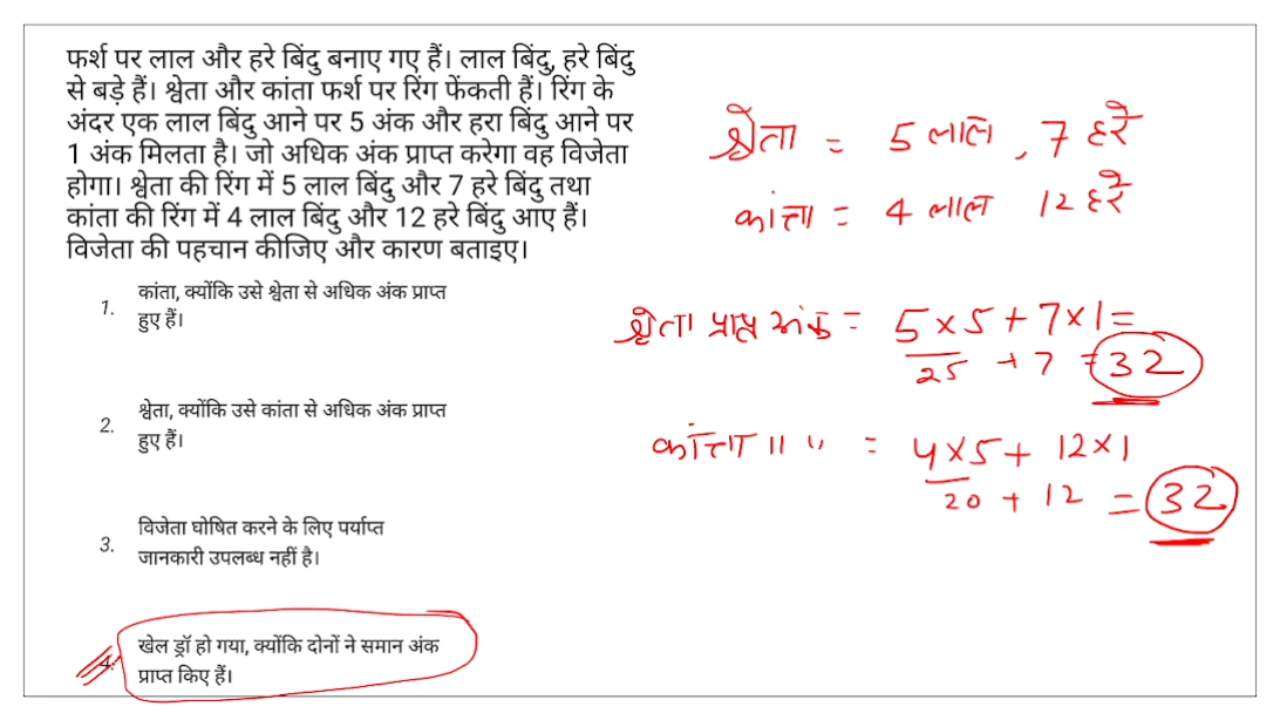 फर्श पर लाल और हरे बिंदु बनाए गए हैं। लाल बिंदु, हरे बिंदु
से बड़े हैं। श्वेता और कांता फर्श पर रिंग फेंकती हैं। रिंग के
अंदर एक लाल बिंदु आने पर 5 अंक और हरा बिंदु आने पर
1 अंक मिलता है। जो अधिक अंक प्राप्त करेगा वह विजेता
होगा। श्वेता की रिंग में 5 लाल बिंदु और 7 हरे बिंदु तथा
कांता की रिंग में 4 लाल बिंदु और 12 हरे बिंदु आए हैं।
विजेता की पहचान कीजिए और कारण बताइए।
1. कांता, क्योंकि उसे श्वेता से अधिक अंक प्राप्त
हुए हैं।
2. श्वेता, क्योंकि उसे कांता से अधिक अंक प्राप्त
हुए हैं।
3. विजेता घोषित करने के लिए पर्याप्त
जानकारी उपलब्ध नहीं है।
4. खेल ड्रॉ हो गया, क्योंकि दोनों ने समान अंक
प्राप्त किए हैं।
श्वेता = 5 लाल, 7 हरे
कांता = 4 लाल 12 हरे
श्वेता प्राप्त अंक = 5×5+7×1=
25 +7 = 32
कांता 〃 〃 = 4×5+ 12×1
20 + 12 = 32